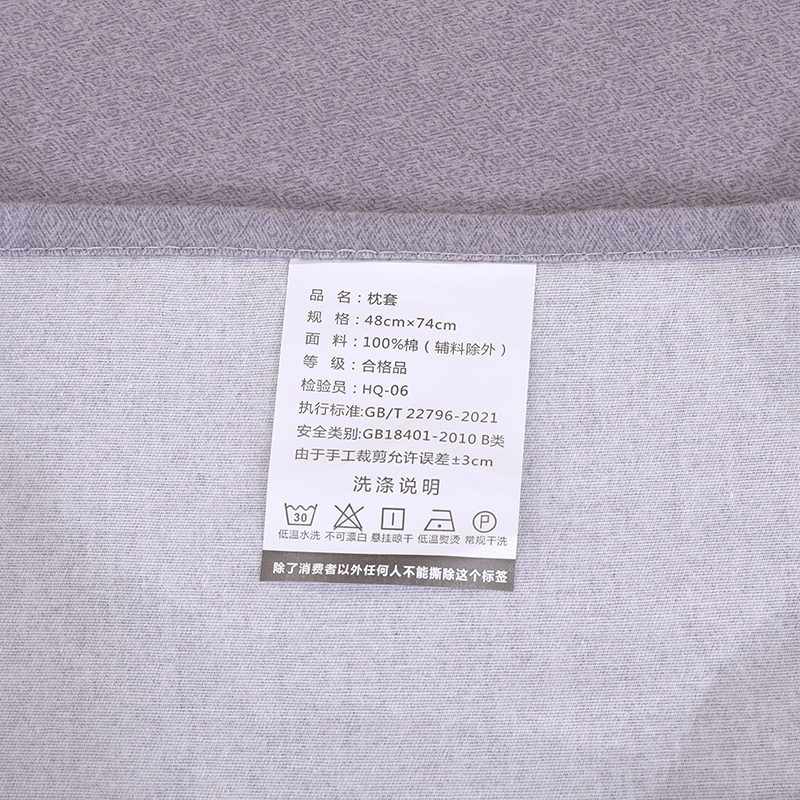 品 名：枕套
规 格：48cm×74cm
面 料：100%棉（辅料除外）
等 级：合格品
检验员：HQ-06
执行标准:GB/T 22796-2021
安全类别:GB18401-2010 B类
由于手工裁剪允许误差±3cm
洗涤说明
30 P
低温水洗 不可漂白 悬挂晾干 低温熨烫 常规干洗
除了消费者以外任何人不能撕除这个标签